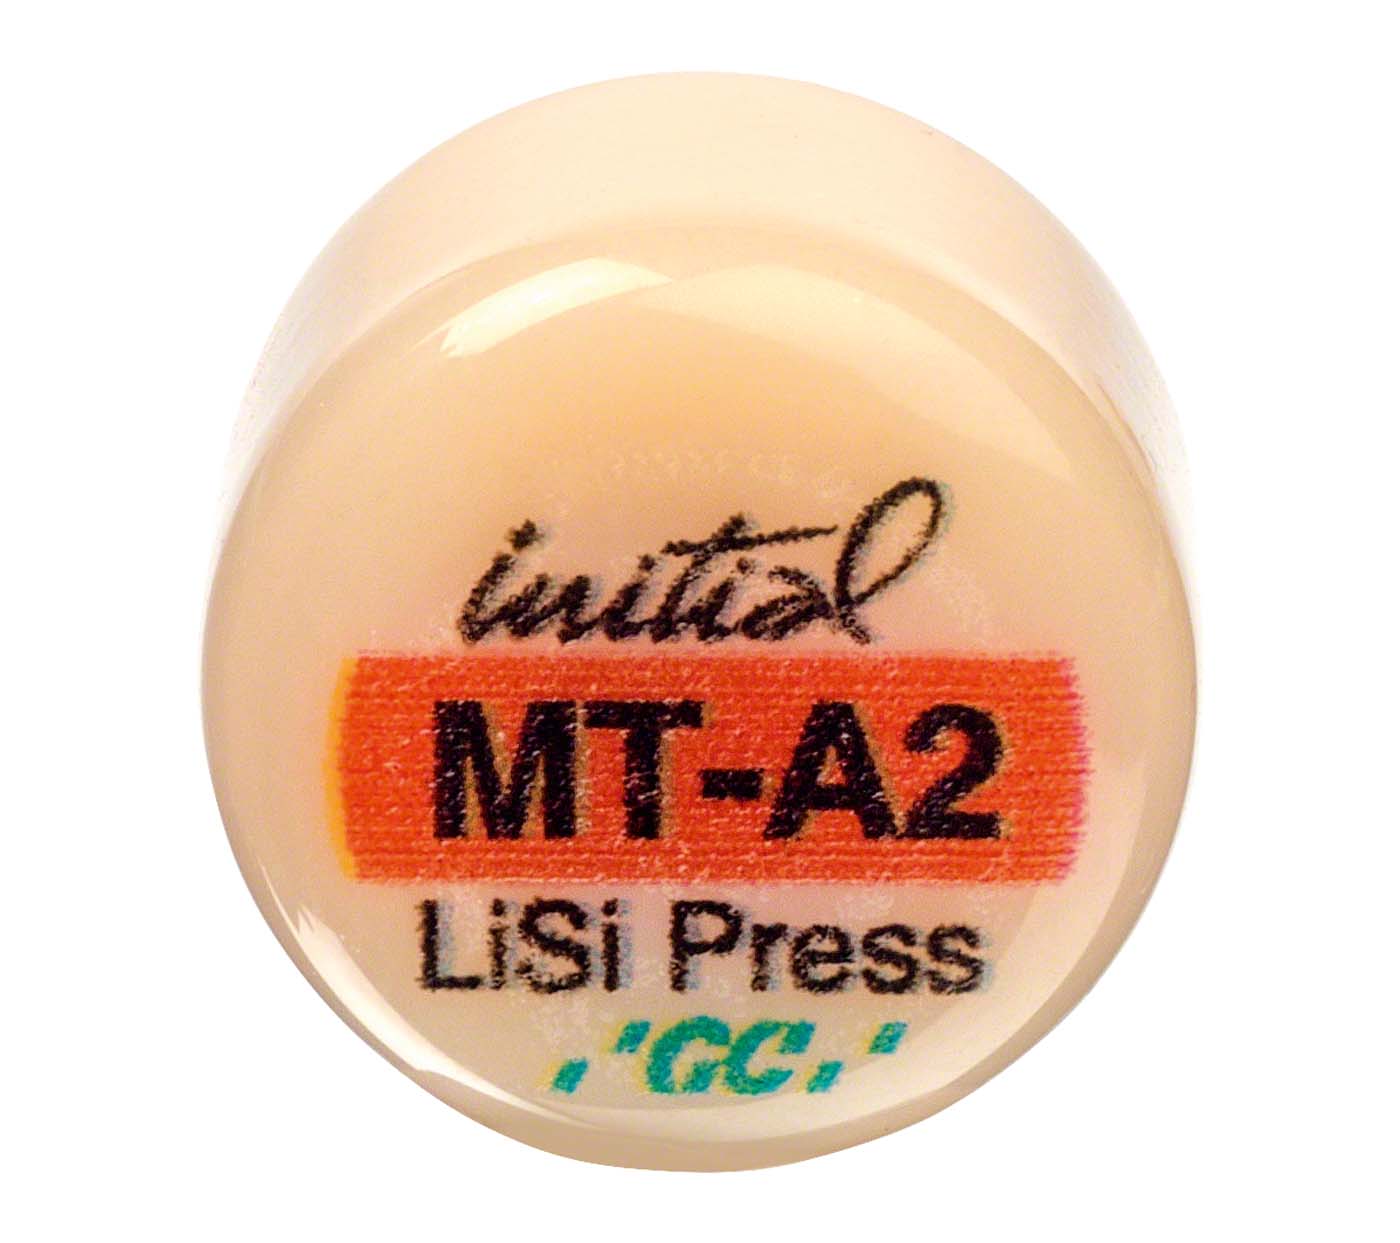 initial
MT-A2
LiSi Press
GC